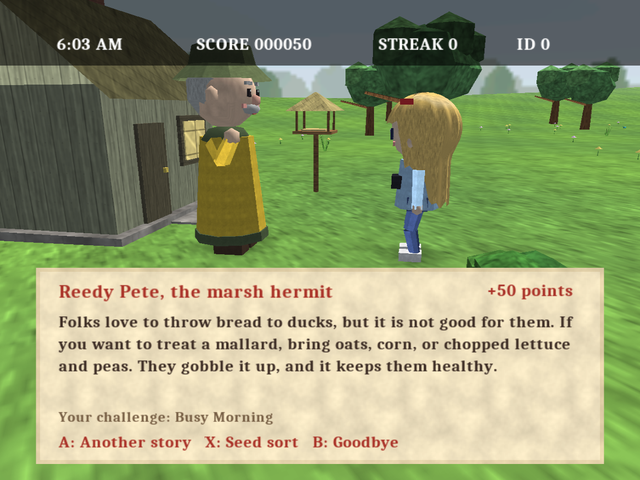 6:03 AM SCORE 000050 STREAK 0 ID 0
Reedy Pete, the marsh hermit +50 points
Folks love to throw bread to ducks, but it is not good for them. If
you want to treat a mallard, bring oats, corn, or chopped lettuce
and peas. They gobble it up, and it keeps them healthy.
Your challenge: Busy Morning
A: Another story X: Seed sort B: Goodbye